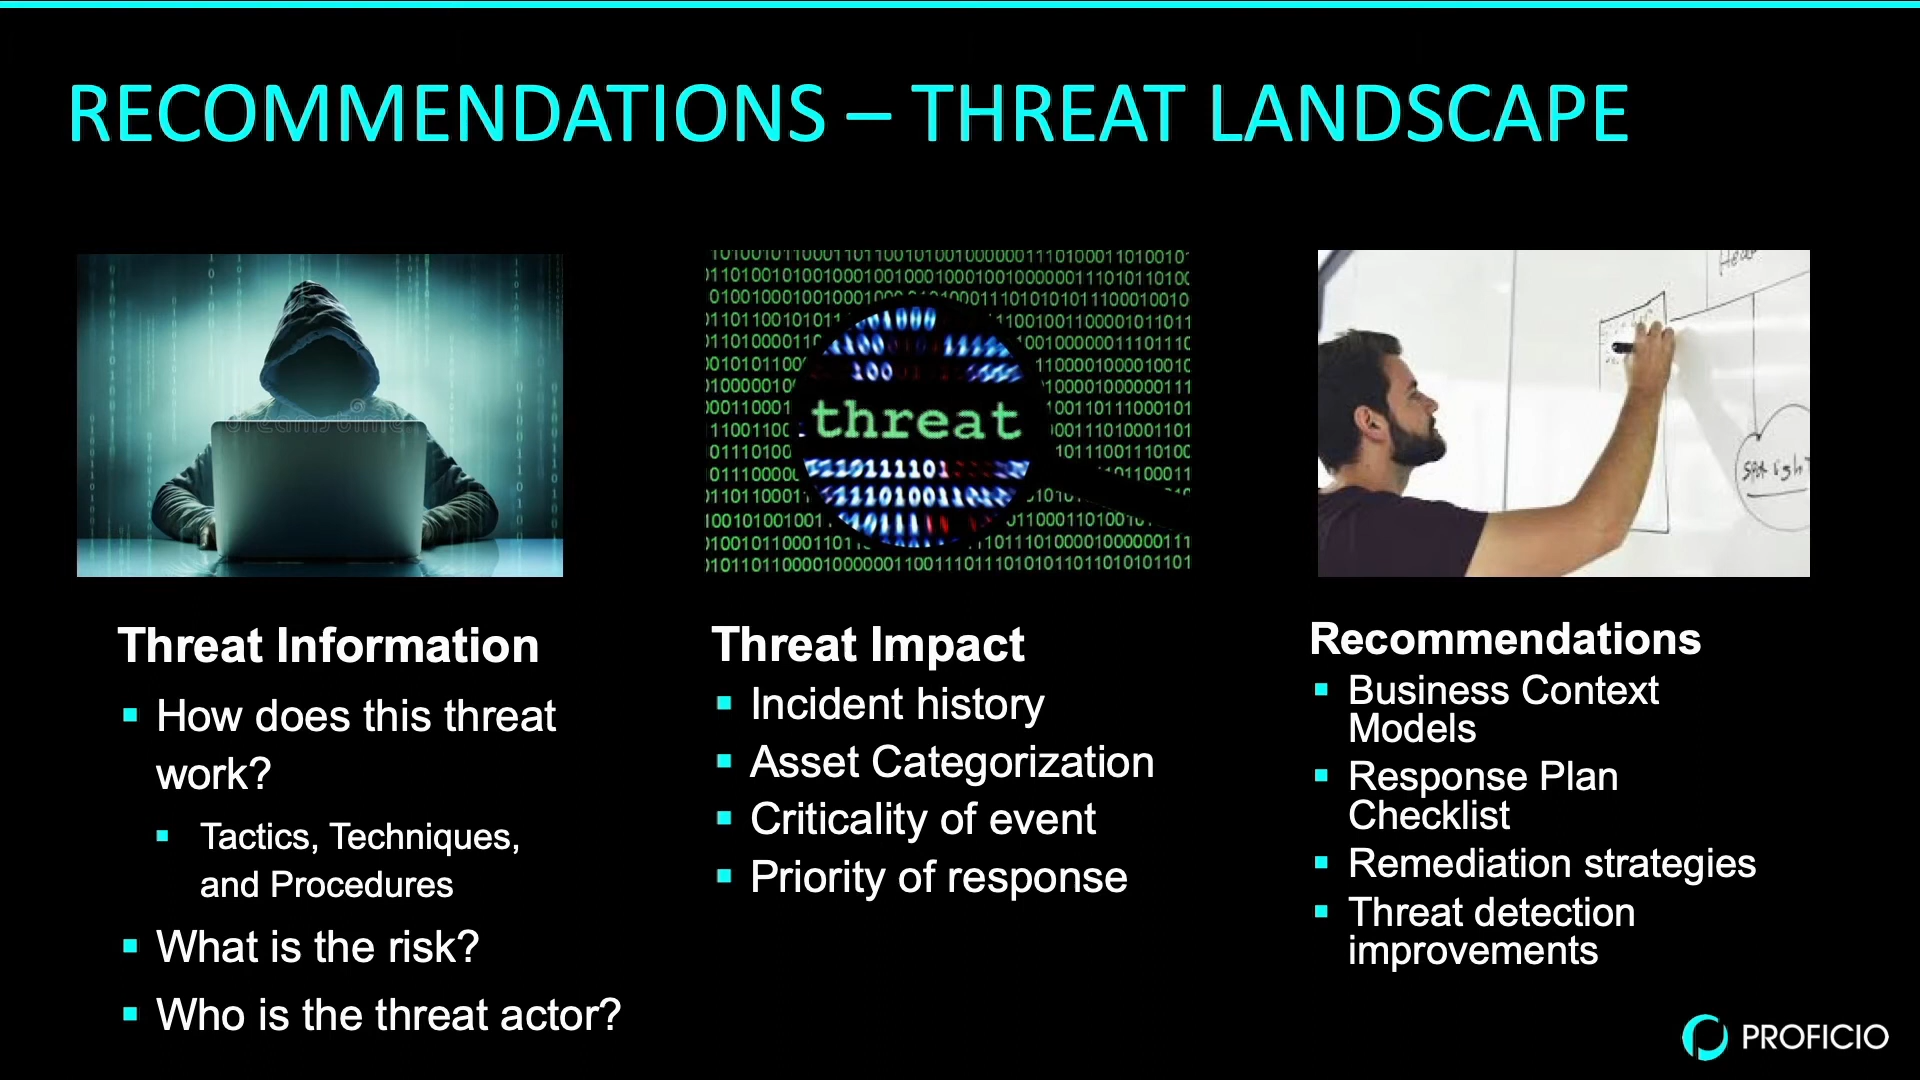 RECOMMENDATIONS – THREAT LANDSCAPE
dreamstime
threat
Threat Information
How does this threat
work?
Tactics, Techniques,
and Procedures
What is the risk?
Who is the threat actor?
Threat Impact
Incident history
Asset Categorization
Criticality of event
Priority of response
Recommendations
Business Context
Models
Response Plan
Checklist
Remediation strategies
Threat detection
improvements
PROFICIO